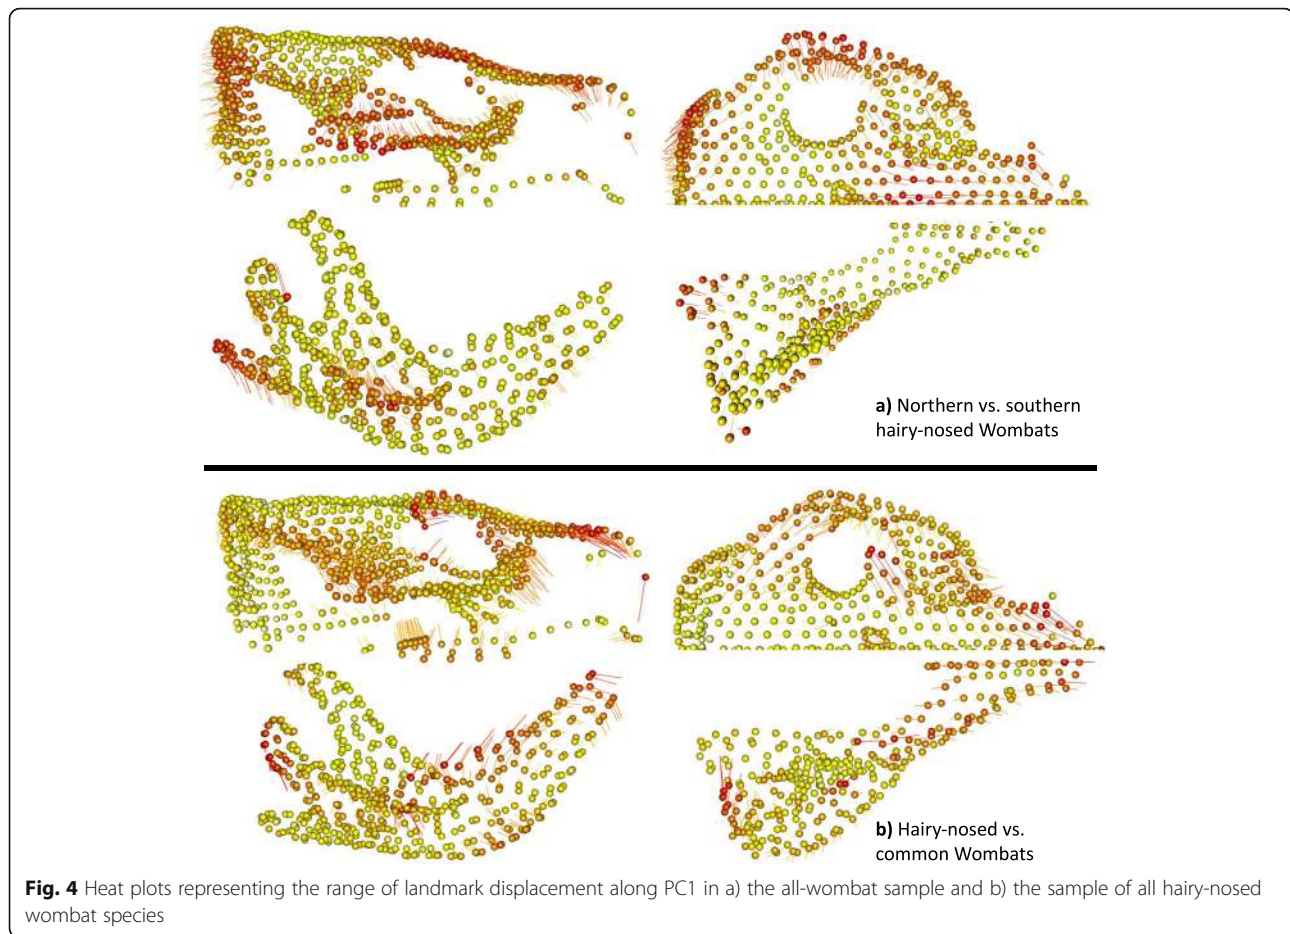 a) Northern vs. southern
hairy-nosed Wombats
b) Hairy-nosed vs.
common Wombats
Fig. 4 Heat plots representing the range of landmark displacement along PC1 in a) the all-wombat sample and b) the sample of all hairy-nosed
wombat species